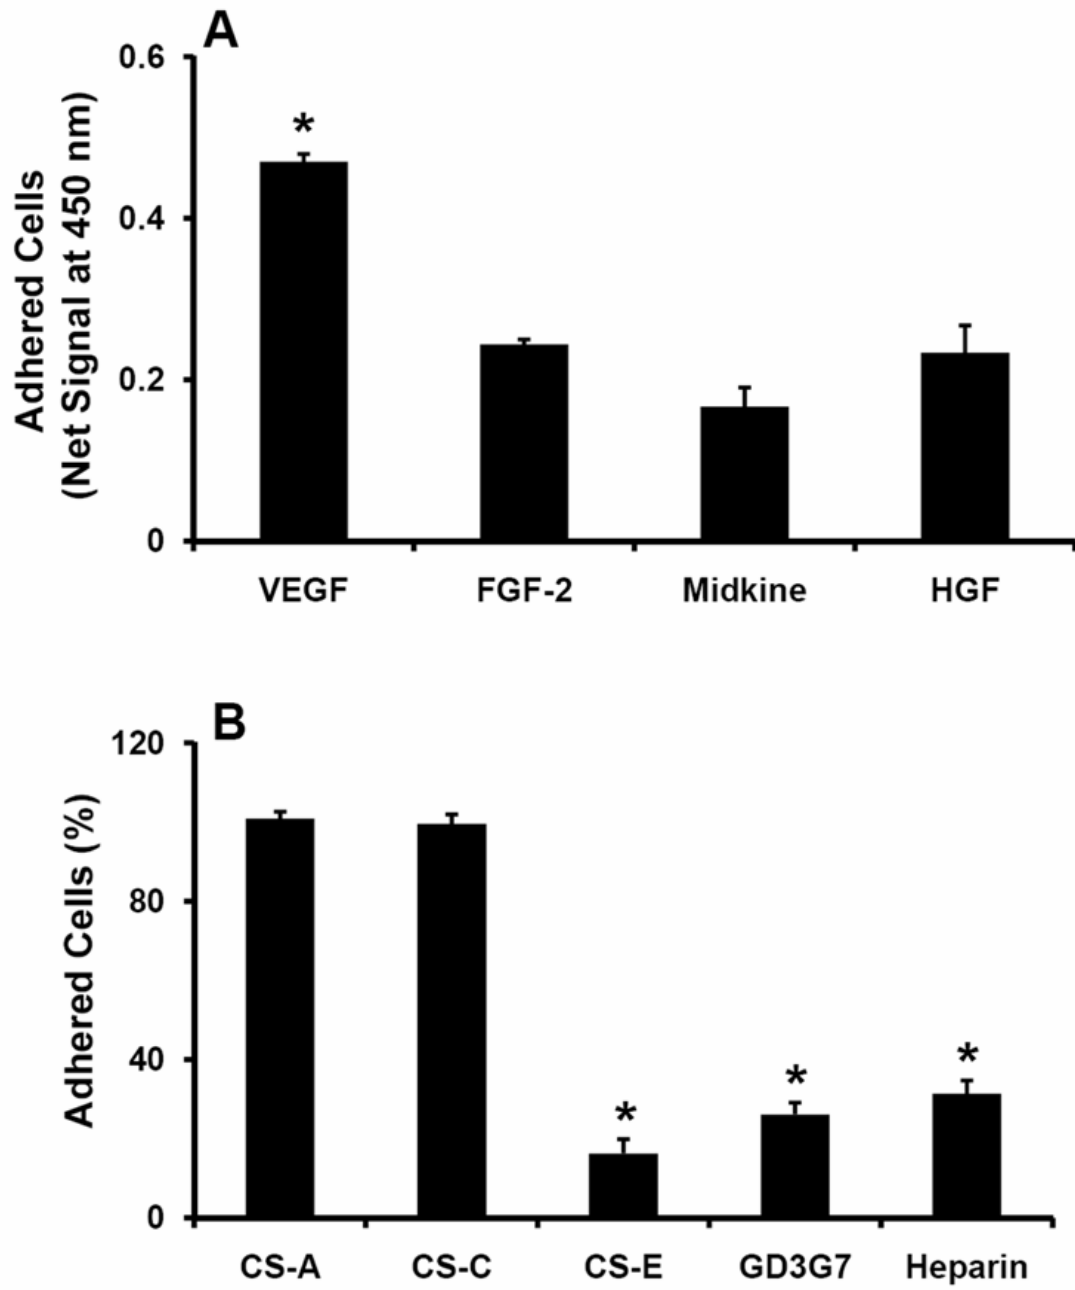 A
0.6
0.4
0.2
0
Adhered Cells
(Net Signal at 450 nm)
*
VEGF FGF-2 Midkine HGF
B
120
80
40
0
Adhered Cells (%)
* * *
CS-A CS-C CS-E GD3G7 Heparin